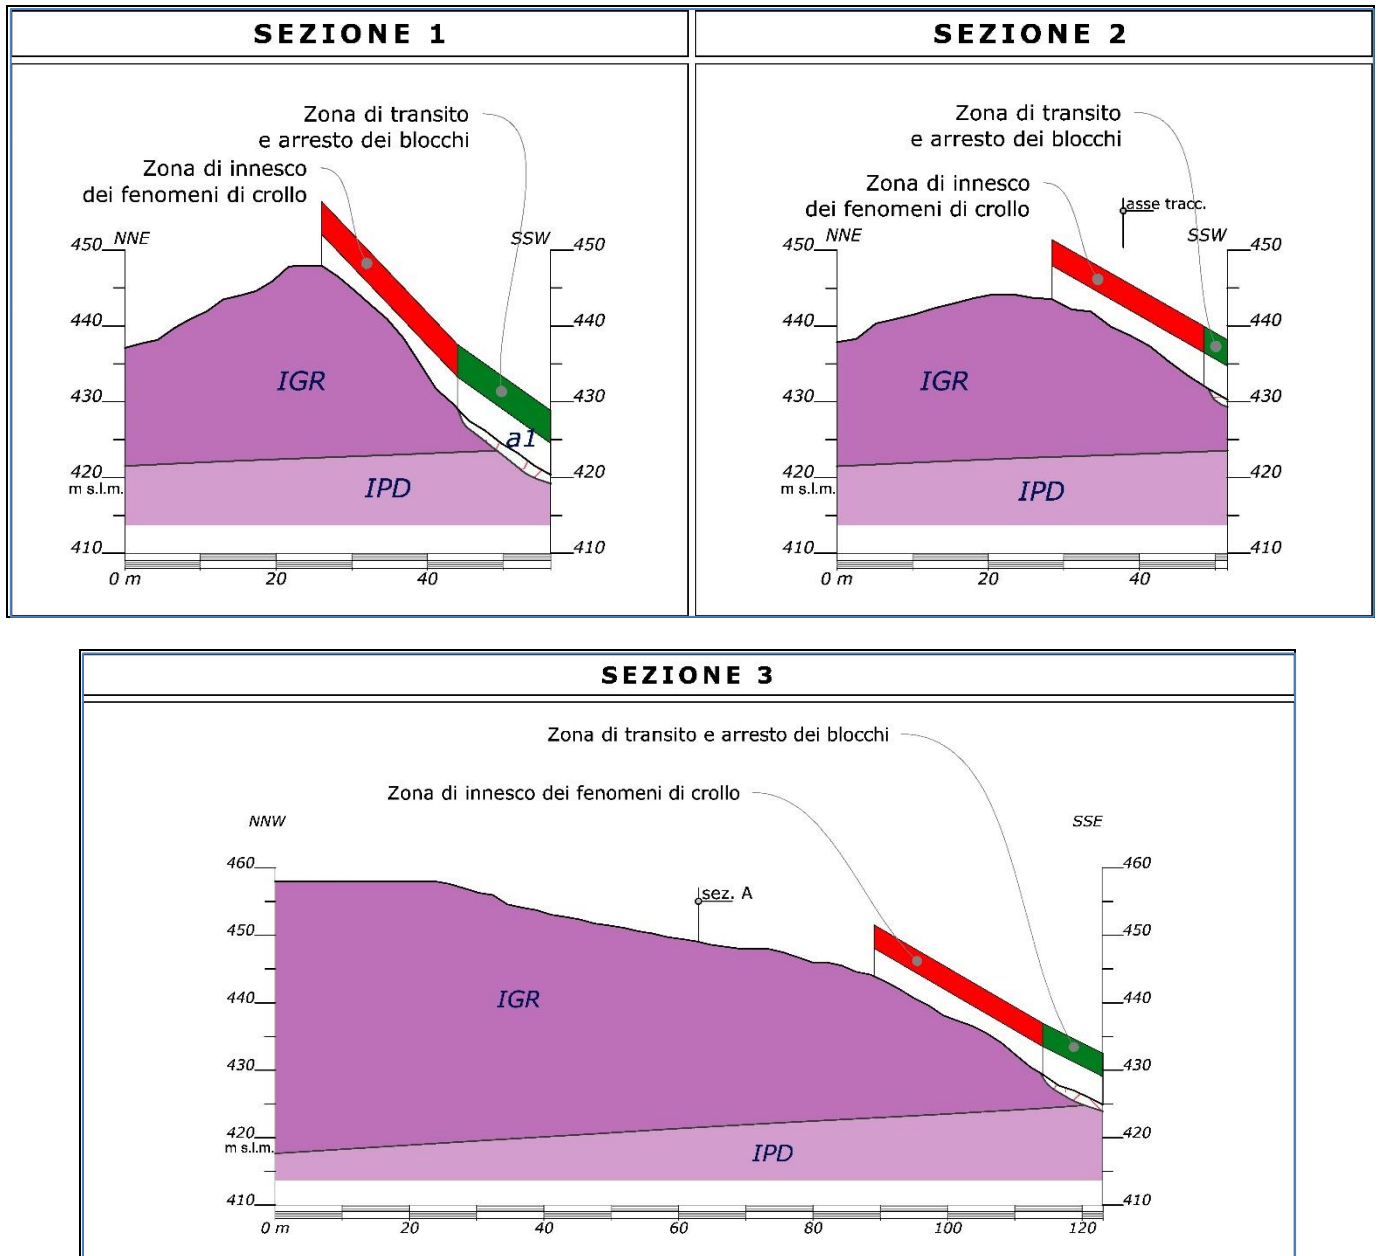 SEZIONE 1
Zona di transito
e arresto dei blocchi
Zona di innesco
dei fenomeni di crollo
NNE
SSW
450
450
440
440
430
430
420
420
m s.l.m.
410
410
IGR
a1
IPD
0 m
20
40
SEZIONE 2
Zona di transito
e arresto dei blocchi
Zona di innesco
dei fenomeni di crollo
asse tracc.
NNE
SSW
450
450
440
440
430
430
420
420
m s.l.m.
410
410
IGR
IPD
0 m
20
40
SEZIONE 3
Zona di transito e arresto dei blocchi
Zona di innesco dei fenomeni di crollo
NNW
SSE
460
460
sez. A
450
450
440
440
430
430
420
420
m s.l.m.
410
410
IGR
IPD
0 m
20
40
60
80
100
120